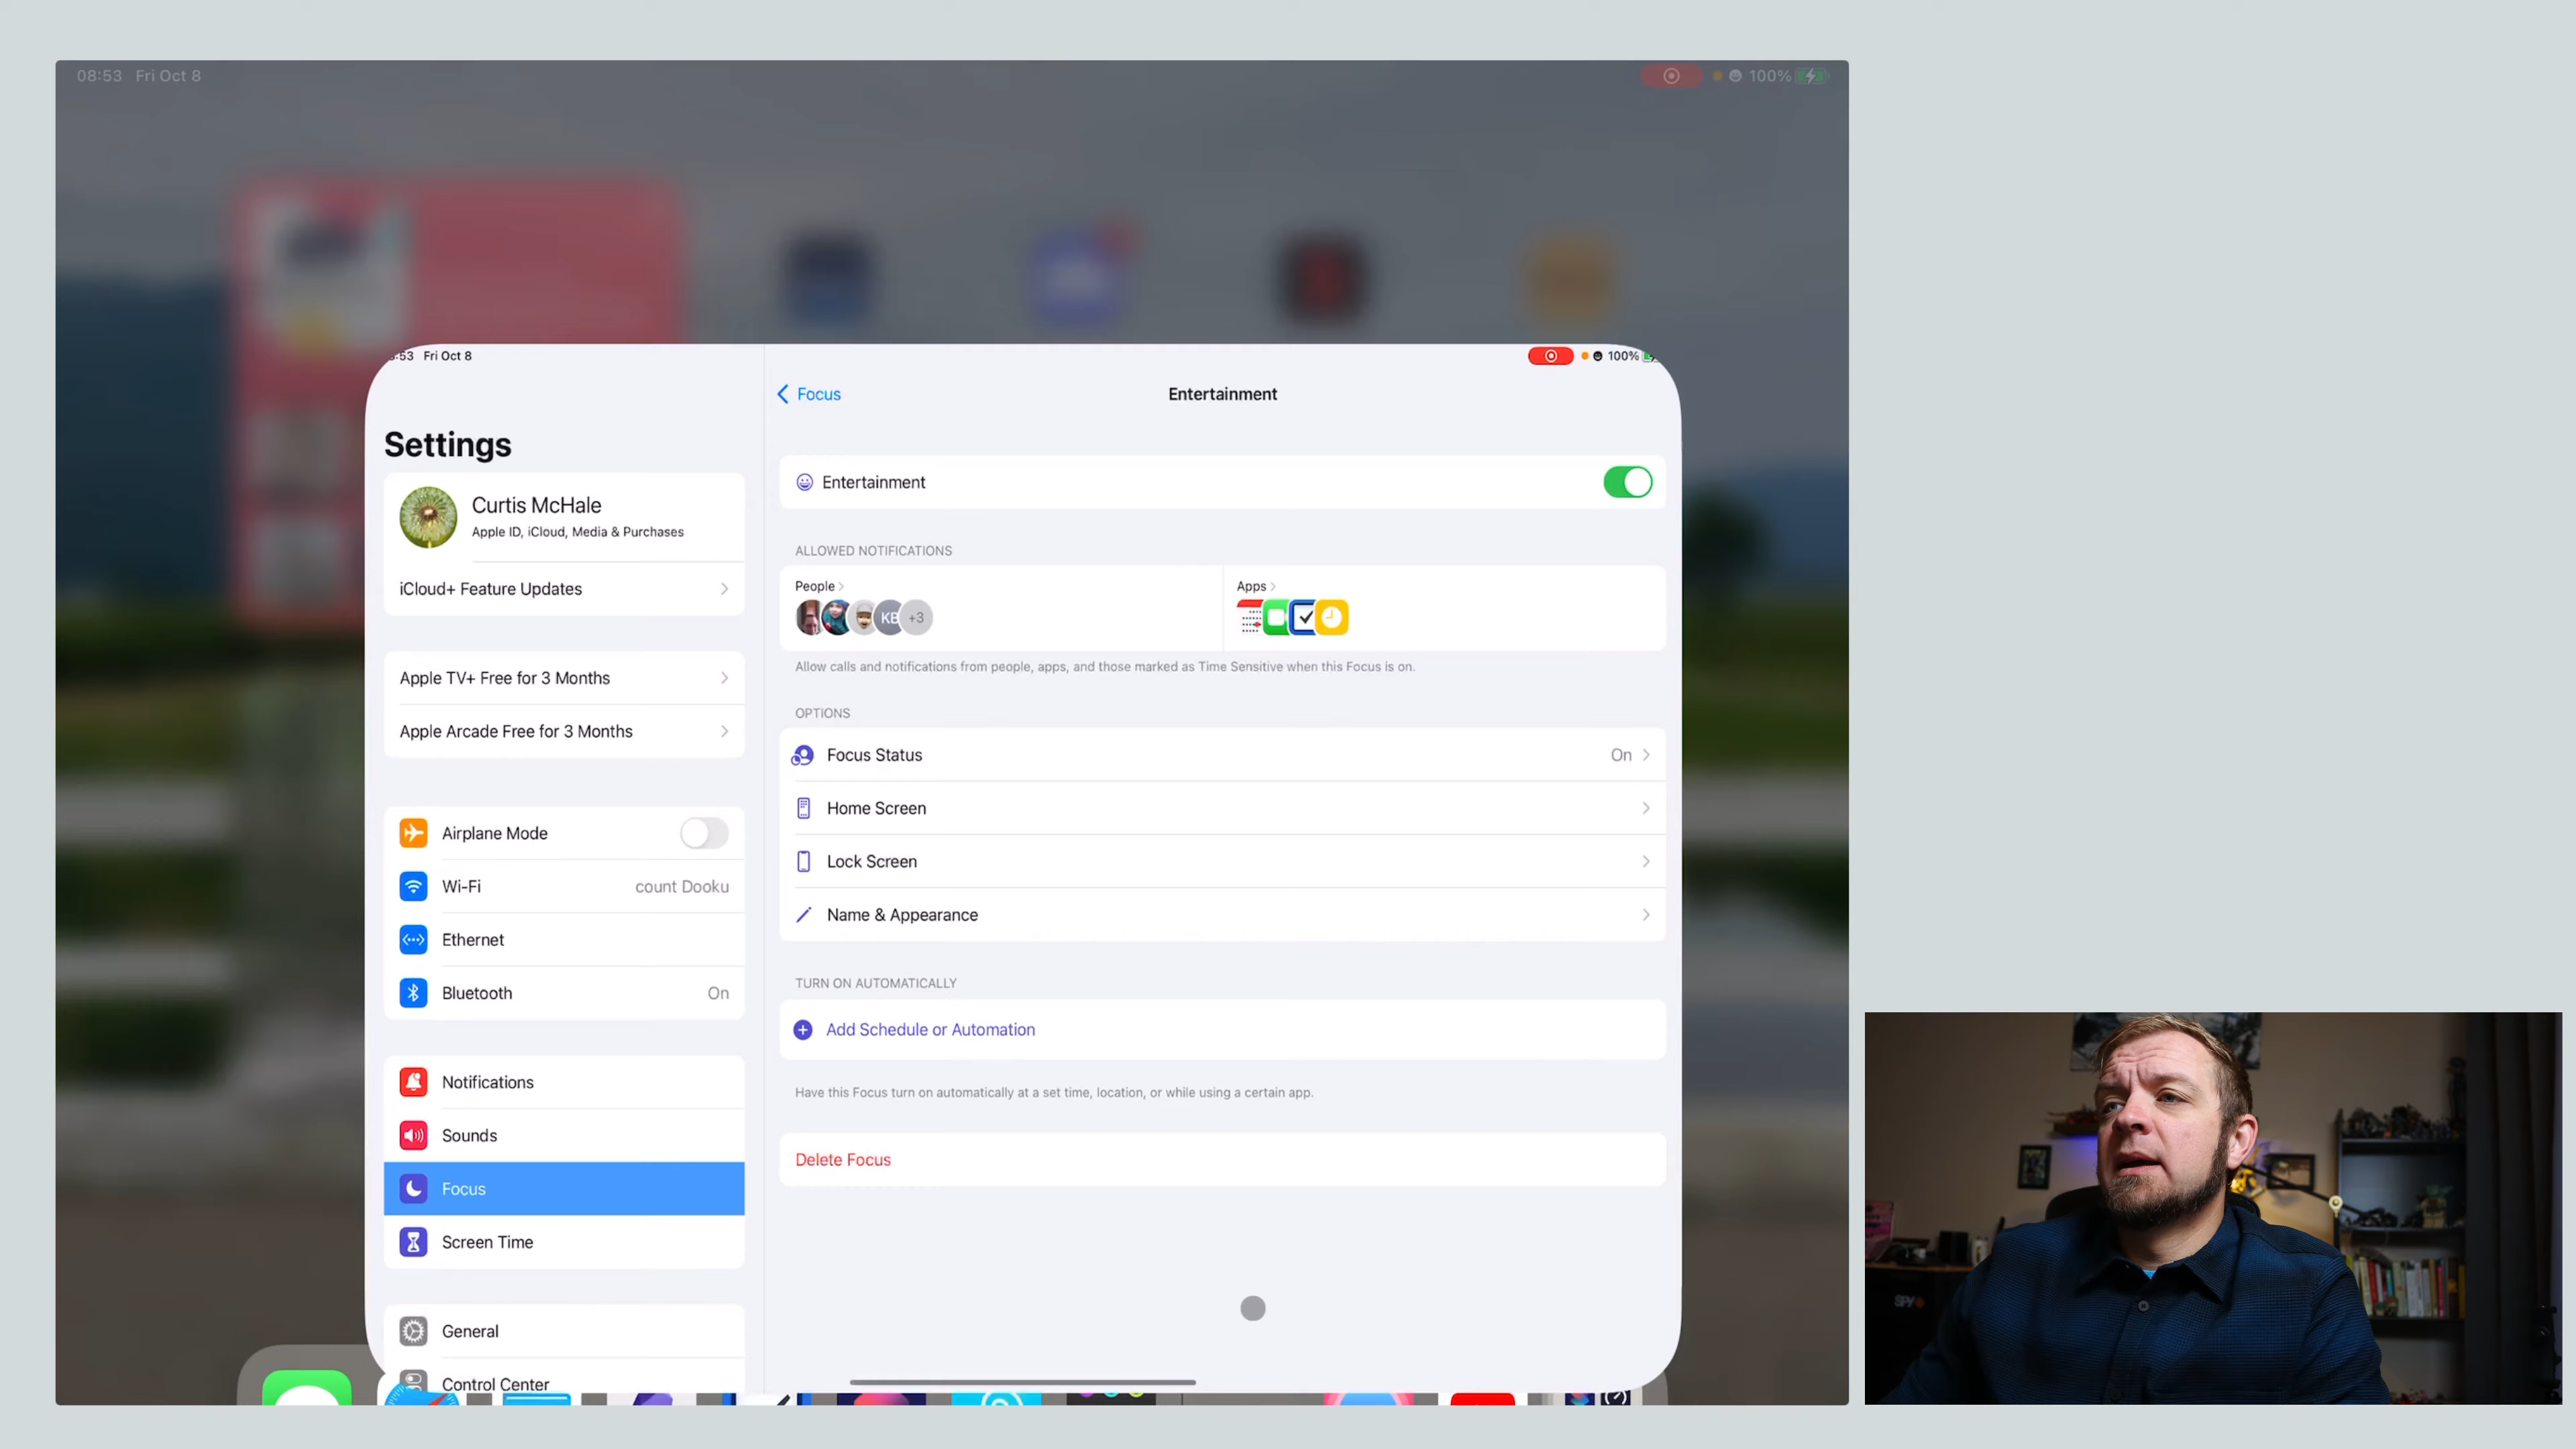 08:53 Fri Oct 8
100%
:53 Fri Oct 8
100%
Settings
Curtis McHale
Apple ID, iCloud, Media & Purchases
iCloud+ Feature Updates
Apple TV+ Free for 3 Months
Apple Arcade Free for 3 Months
Airplane Mode
Wi-Fi count Dooku
Ethernet
Bluetooth On
Notifications
Sounds
Focus
Screen Time
General
Control Center
Focus
Entertainment
Entertainment
ALLOWED NOTIFICATIONS
People
KB +3
Apps
Allow calls and notifications from people, apps, and those marked as Time Sensitive when this Focus is on.
OPTIONS
Focus Status On
Home Screen
Lock Screen
Name & Appearance
TURN ON AUTOMATICALLY
Add Schedule or Automation
Have this Focus turn on automatically at a set time, location, or while using a certain app.
Delete Focus